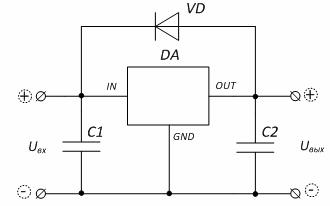 VD
DA
IN
OUT
+
+
C1
GND
C2
Uвх
Uвых
-
-